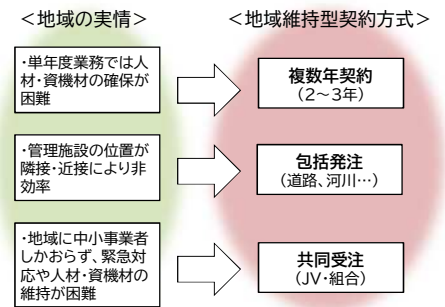 ＜地域の実情＞
＜地域維持型契約方式＞
・単年度業務では人
材・資機材の確保が
困難
複数年契約
（2～3年）
・管理施設の位置が
隣接・近接により非
効率
包括発注
（道路、河川…）
・地域に中小事業者
しかおらず、緊急対
応や人材・資機材の
維持が困難
共同受注
（JV・組合）